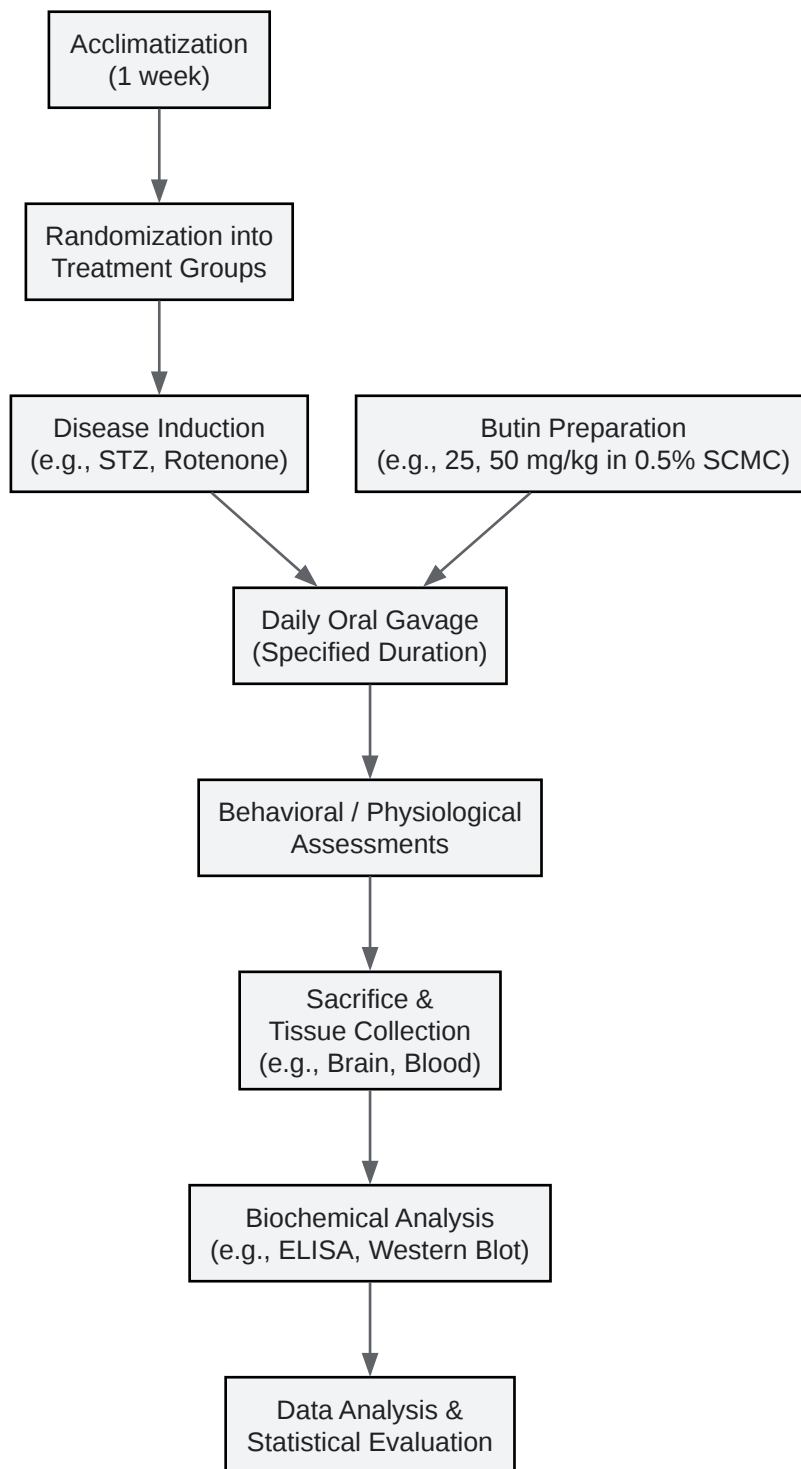 Acclimatization
(1 week)
Randomization into
Treatment Groups
Disease Induction
(e.g., STZ, Rotenone)
Butin Preparation
(e.g., 25, 50 mg/kg in 0.5% SCMC)
Daily Oral Gavage
(Specified Duration)
Behavioral / Physiological
Assessments
Sacrifice &
Tissue Collection
(e.g., Brain, Blood)
Biochemical Analysis
(e.g., ELISA, Western Blot)
Data Analysis &
Statistical Evaluation